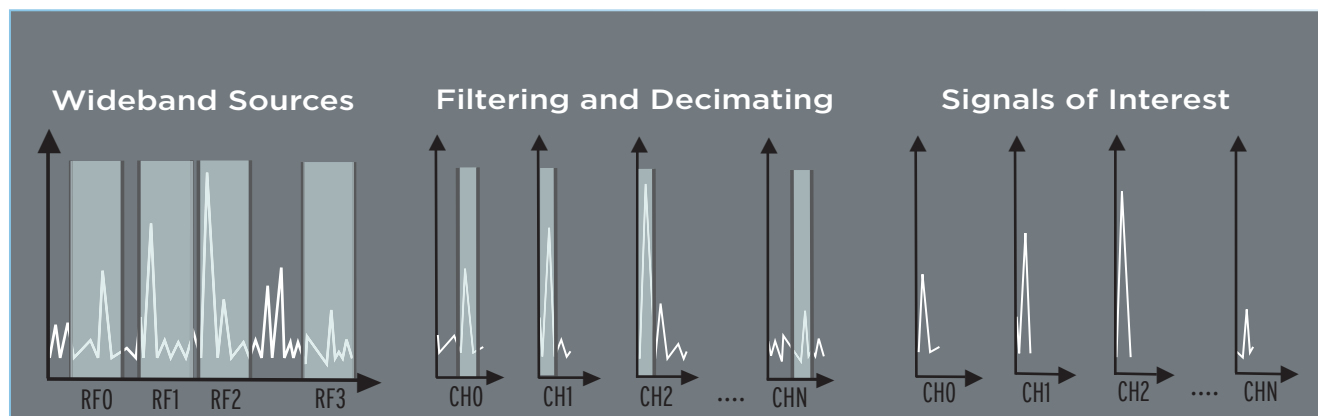 Wideband Sources
Filtering and Decimating
Signals of Interest
RF0 RF1 RF2 RF3
CH0 CH1 CH2 .... CHN
CH0 CH1 CH2 .... CHN